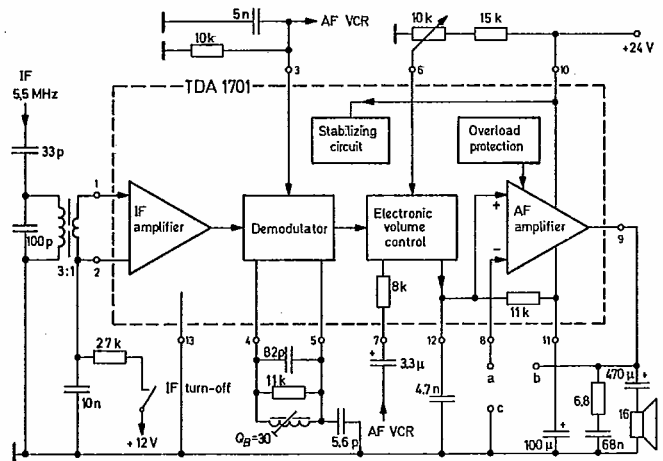 5n
AF VCR
10k
10k
15k
+24 V
IF
5,5 MHz
3
6
10
TDA 1701
Stabilizing
circuit
Overload
protection
33p
1
IF
amplifier
Demodulator
Electronic
volume
control
+
AF
amplifier
−
9
100p
3:1
2
8k
11k
13
4
5
7
12
8
11
27k
82p
+
3,3µ
a
b
470µ
+
IF turn-off
11k
4.7n
6,8
10n
c
+
16
+12V
QB=30
5,6 p
AF VCR
100µ
68n